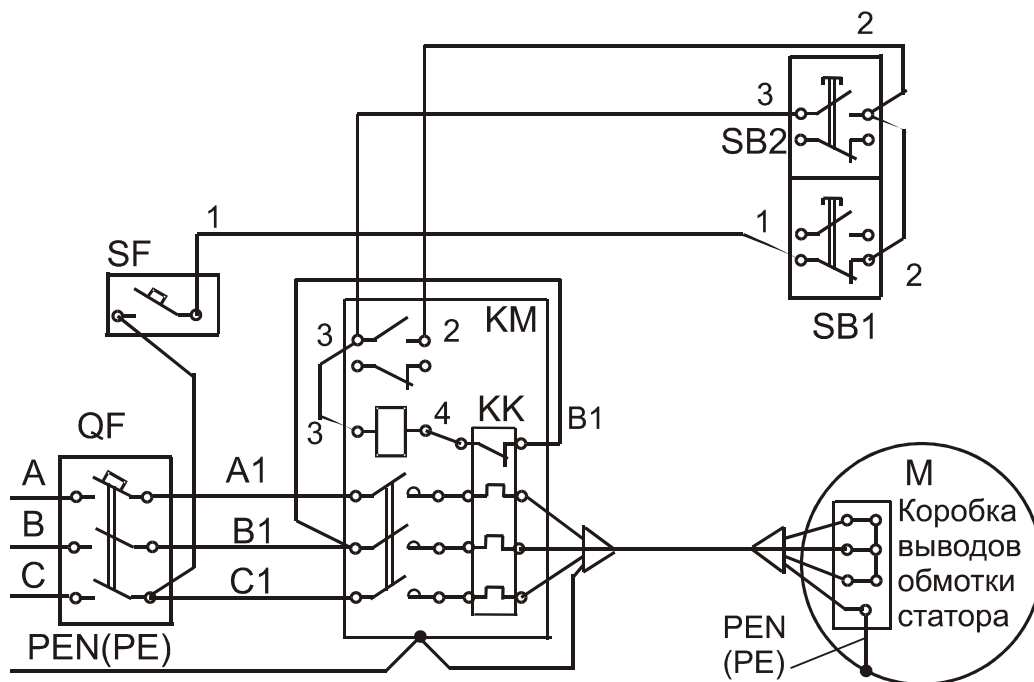 2
3
SB2
1
1
2
SF
SB1
KM
3
2
4
KK
3
B1
QF
A
A1
B
B1
C
C1
M
Коробка
выводов
обмотки
статора
PEN(PE)
PEN
(PE)